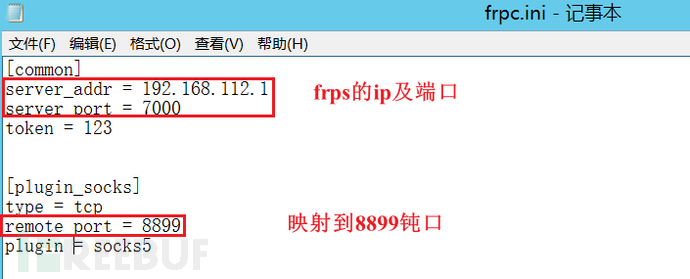 frpc.ini - 记事本
文件(F) 编辑(E) 格式(O) 查看(V) 帮助(H)
[common]
server_addr = 192.168.112.1
server_port = 7000
frps的ip及端口
token = 123
[plugin_socks]
type = tcp
remote_port = 8899
映射到8899钝口
plugin = socks5
REEBUF